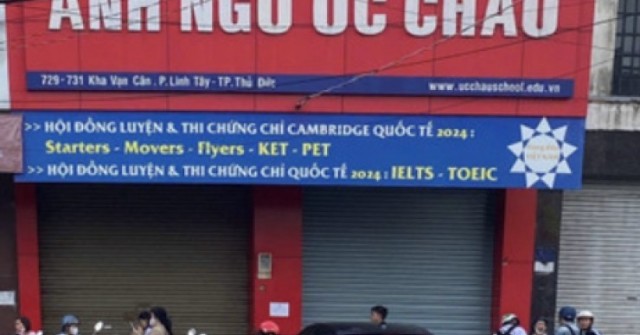 ANH NGỮ ÚC CHÂU
729-731 Kha Vạn Cân . P.Linh Tây - TP.Thủ Đức
www.ucchauschool.edu.vn
>> HỘI ĐỒNG LUYỆN & THI CHỨNG CHỈ CAMBRIDGE QUỐC TẾ 2024 :
Starters - Movers - Flyers - KET - PET
>> HỘI ĐỒNG LUYỆN & THI CHỨNG CHỈ QUỐC TẾ 2024 : IELTS - TOEIC
VIỆT NAM